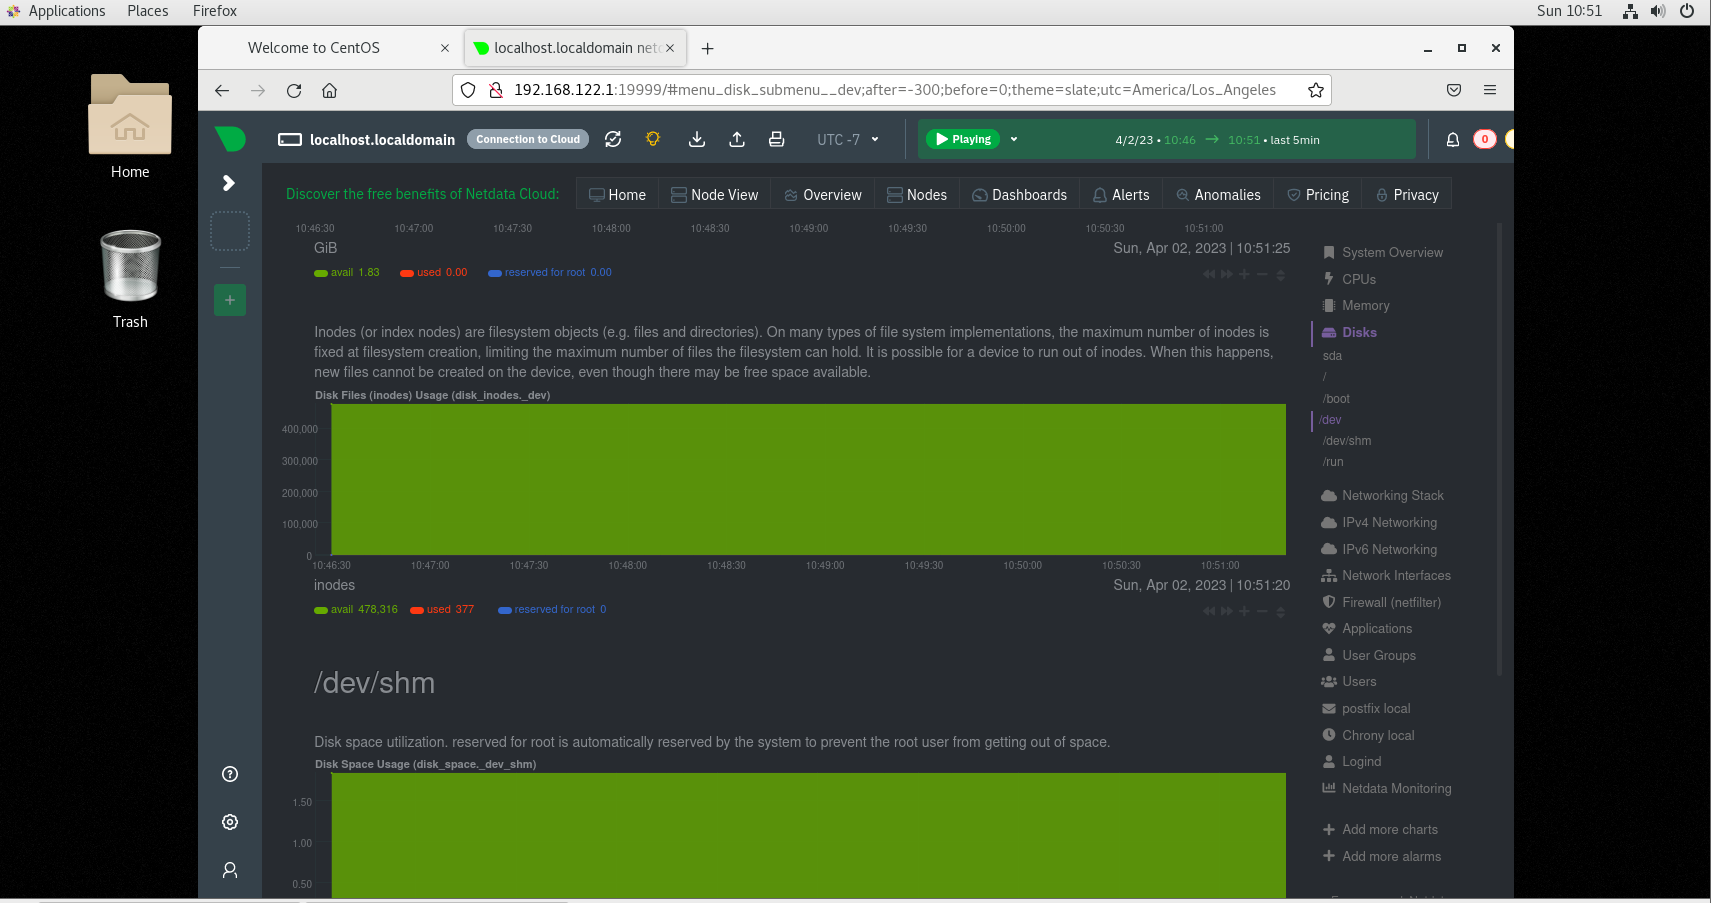 Applications Places Firefox Sun 10:51
Welcome to CentOS
localhost.localdomain net
192.168.122.1:19999/#menu_disk_submenu__dev;after=-300;before=0;theme=slate;utc=America/Los_Angeles
Home
Trash
localhost.localdomain Connection to Cloud UTC -7 Playing 4/2/23 • 10:46 → 10:51 • last 5min 0
Discover the free benefits of Netdata Cloud: Home Node View Overview Nodes Dashboards Alerts Anomalies Pricing Privacy
10:46:30 10:47:00 10:47:30 10:48:00 10:48:30 10:49:00 10:49:30 10:50:00 10:50:30 10:51:00
GiB Sun, Apr 02, 2023 | 10:51:25
avail 1.83 used 0.00 reserved for root 0.00
Inodes (or index nodes) are filesystem objects (e.g. files and directories). On many types of file system implementations, the maximum number of inodes is
fixed at filesystem creation, limiting the maximum number of files the filesystem can hold. It is possible for a device to run out of inodes. When this happens,
new files cannot be created on the device, even though there may be free space available.
Disk Files (inodes) Usage (disk_inodes._dev)
400,000
300,000
200,000
100,000
0
10:46:30 10:47:00 10:47:30 10:48:00 10:48:30 10:49:00 10:49:30 10:50:00 10:50:30 10:51:00
inodes Sun, Apr 02, 2023 | 10:51:20
avail 478,316 used 377 reserved for root 0
/dev/shm
Disk space utilization. reserved for root is automatically reserved by the system to prevent the root user from getting out of space.
Disk Space Usage (disk_space._dev_shm)
1.50
1.00
0.50
System Overview
CPUs
Memory
Disks
sda
/
/boot
/dev
/dev/shm
/run
Networking Stack
IPv4 Networking
IPv6 Networking
Network Interfaces
Firewall (netfilter)
Applications
User Groups
Users
postfix local
Chrony local
Logind
Netdata Monitoring
Add more charts
Add more alarms